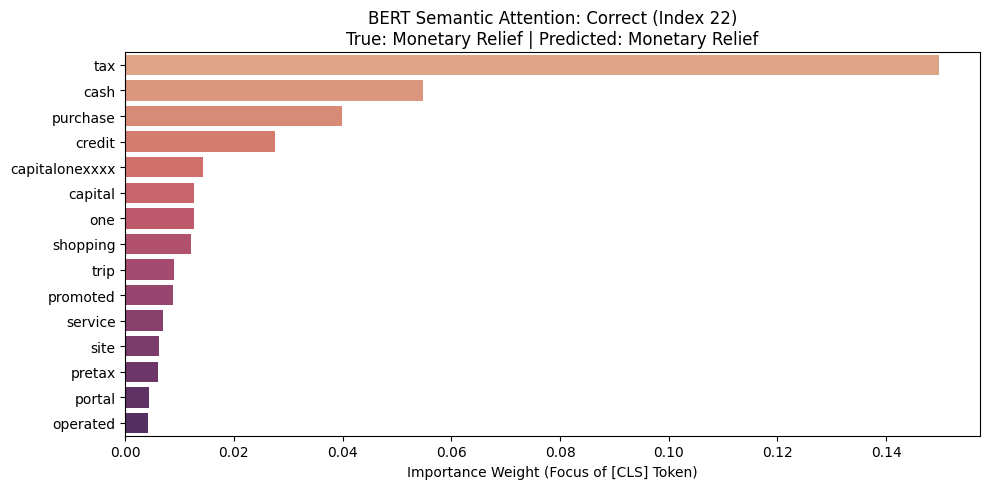 BERT Semantic Attention: Correct (Index 22)
True: Monetary Relief | Predicted: Monetary Relief
tax
cash
purchase
credit
capitalonexxxx
capital
one
shopping
trip
promoted
service
site
pretax
portal
operated
0.00 0.02 0.04 0.06 0.08 0.10 0.12 0.14
Importance Weight (Focus of [CLS] Token)